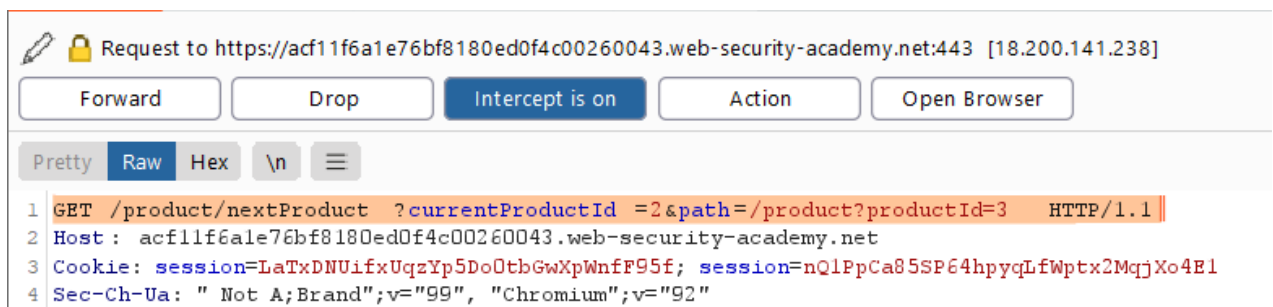 Request to https://acf11f6a1e76bf8180ed0f4c00260043.web-security-academy.net:443 [18.200.141.238]
Forward Drop Intercept is on Action Open Browser
Pretty Raw Hex \n
1 GET /product/nextProduct ?currentProductId =2&path=/product?productId=3 HTTP/1.1
2 Host: acf11f6a1e76bf8180ed0f4c00260043.web-security-academy.net
3 Cookie: session=LaTxDNUifxUqzYp5DoOtbGwXpWnfF95f; session=nQ1PpCa85SP64hpyqLfWptx2MqjXo4E1
4 Sec-Ch-Ua: " Not A;Brand";v="99", "Chromium";v="92"